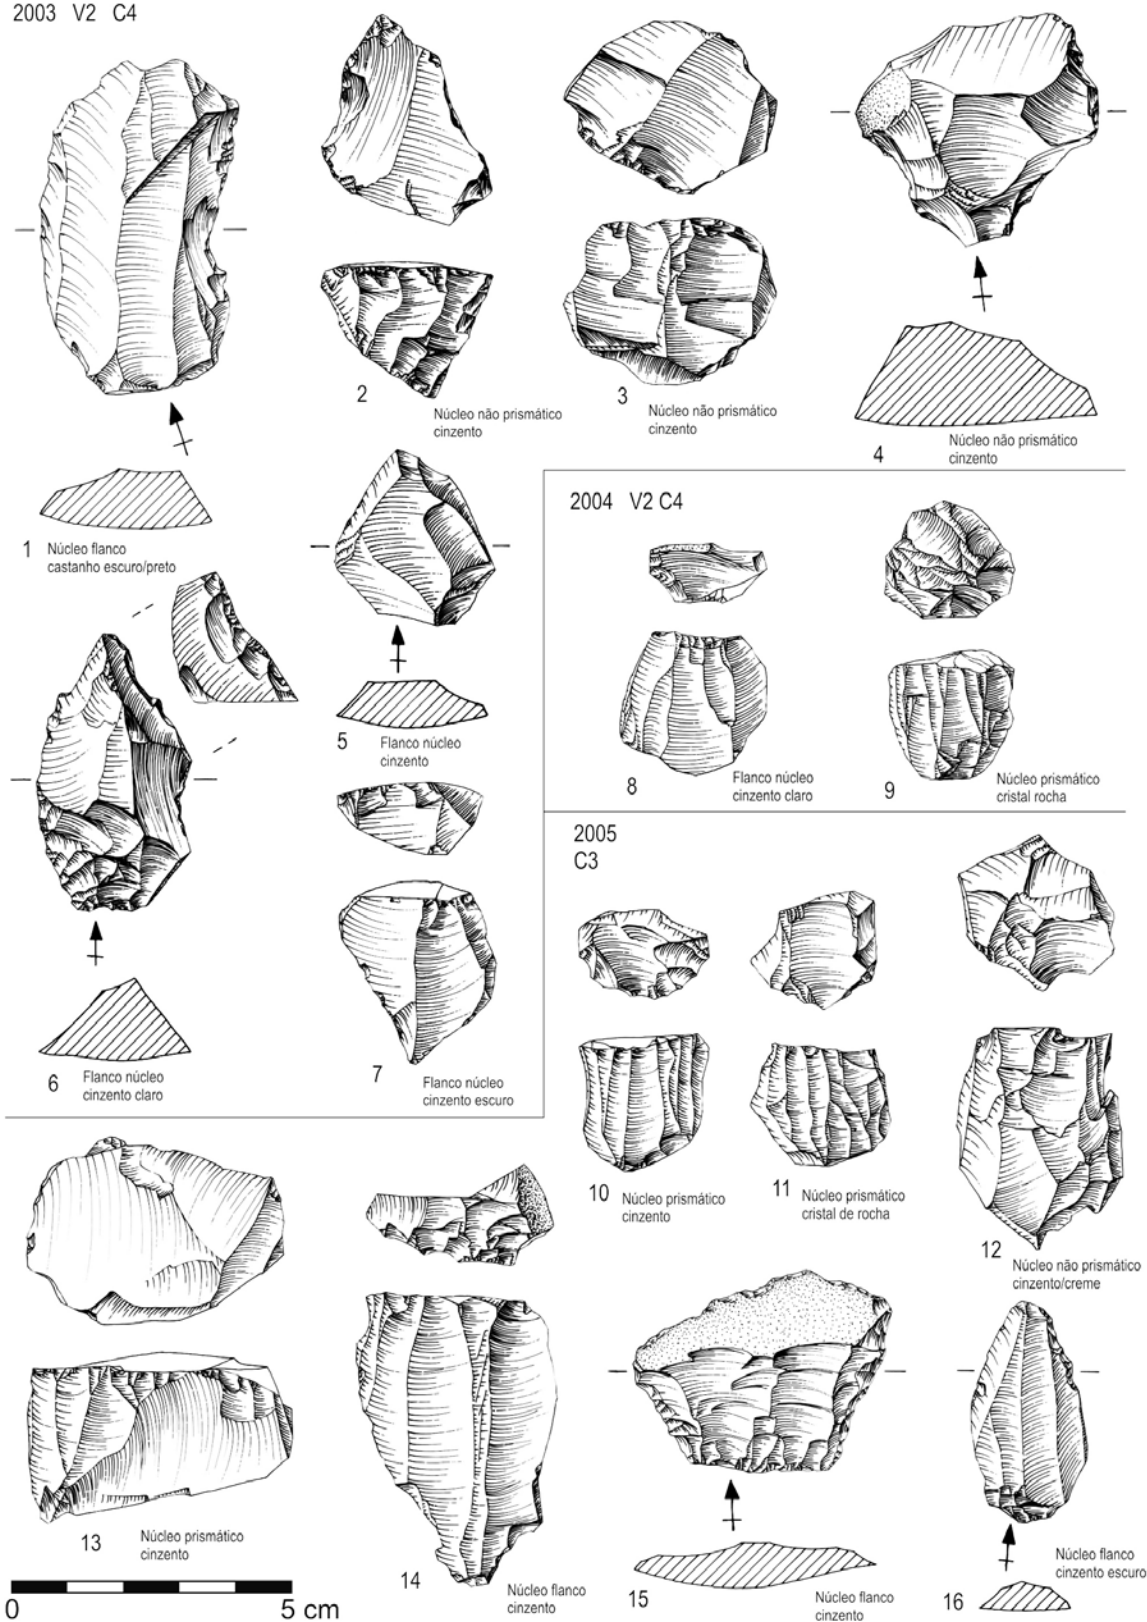 2003 V2 C4
1
Núcleo flanco
castanho escuro/preto
2
Núcleo não prismático
cinzento
3
Núcleo não prismático
cinzento
4
Núcleo não prismático
cinzento
5
Flanco núcleo
cinzento
6
Flanco núcleo
cinzento claro
7
Flanco núcleo
cinzento escuro
2004 V2 C4
8
Flanco núcleo
cinzento claro
9
Núcleo prismático
cristal rocha
2005
C3
10
Núcleo prismático
cinzento
11
Núcleo prismático
cristal de rocha
12
Núcleo não prismático
cinzento/creme
13
Núcleo prismático
cinzento
14
Núcleo flanco
cinzento
15
Núcleo flanco
cinzento
16
Núcleo flanco
cinzento escuro
0 5 cm